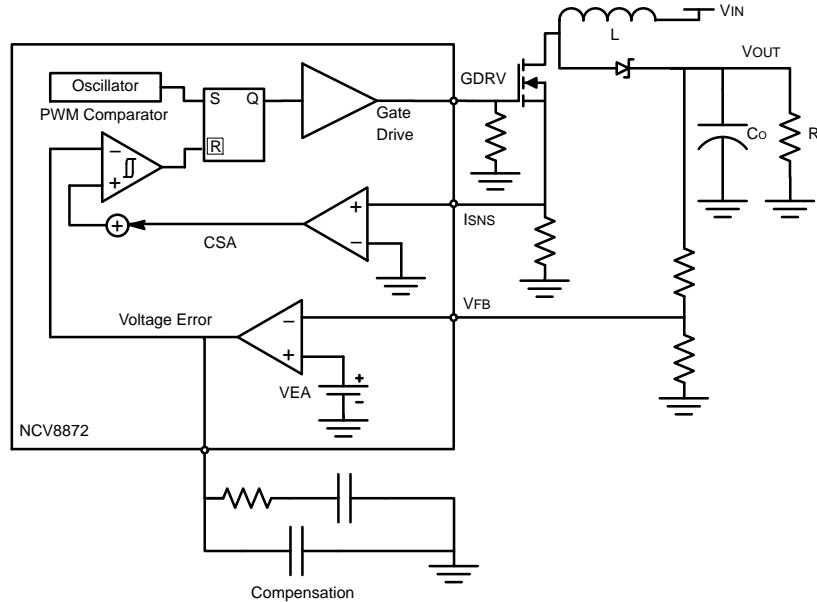 VIN
L
VOUT
Oscillator
S
Q
GDRV
PWM Comparator
Gate
Drive
R
−
+
CO
R
+
CSA
+
−
ISNS
Voltage Error
−
+
VFB
VEA
+
−
NCV8872
Compensation